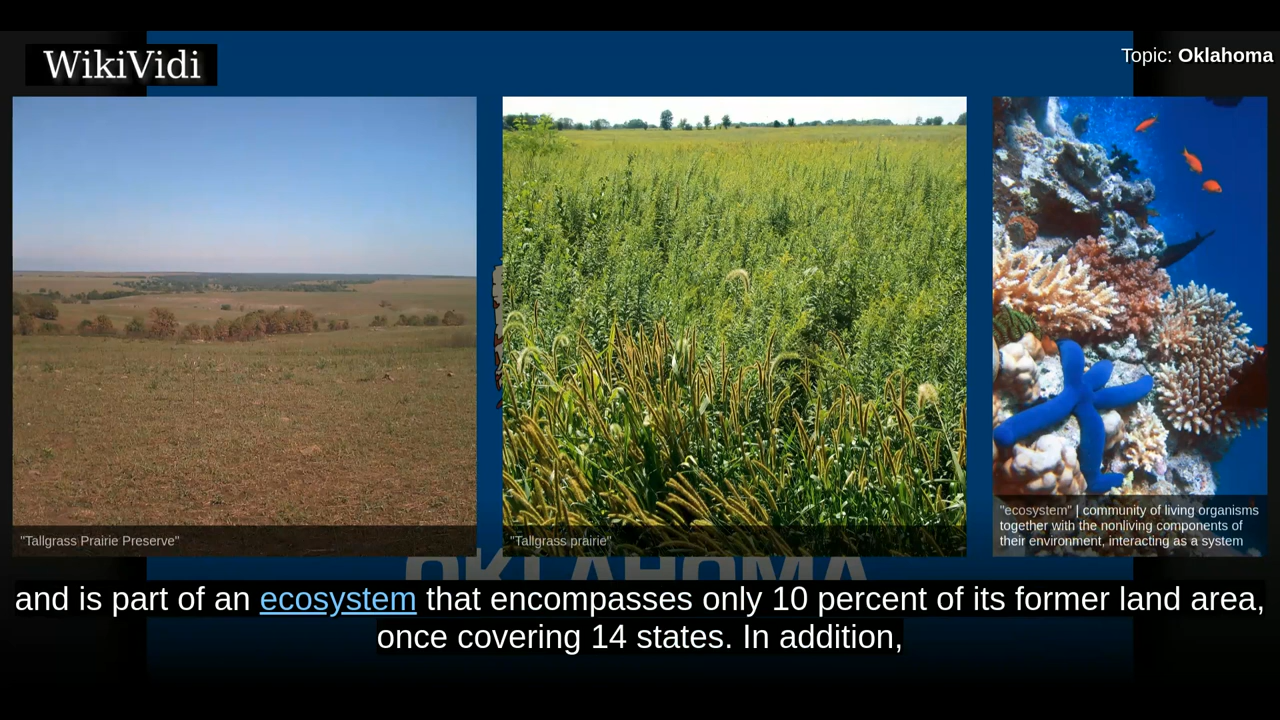 WikiVidi
Topic: Oklahoma
"Tallgrass Prairie Preserve"
"Tallgrass prairie"
"ecosystem" | community of living organisms
together with the nonliving components of
their environment, interacting as a system
OKLAHOMA
and is part of an ecosystem that encompasses only 10 percent of its former land area,
once covering 14 states. In addition,